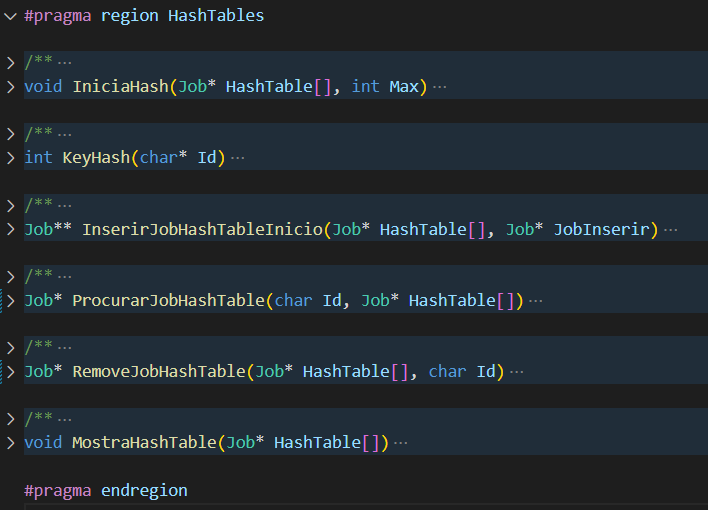 #pragma region HashTables
/** ···
void IniciaHash(Job* HashTable[], int Max) ···
/** ···
int KeyHash(char* Id) ···
/** ···
Job** InserirJobHashTableInicio(Job* HashTable[], Job* JobInserir) ···
/** ···
Job* ProcurarJobHashTable(char Id, Job* HashTable[]) ···
/** ···
Job* RemoveJobHashTable(Job* HashTable[], char Id) ···
/** ···
void MostraHashTable(Job* HashTable[]) ···
#pragma endregion